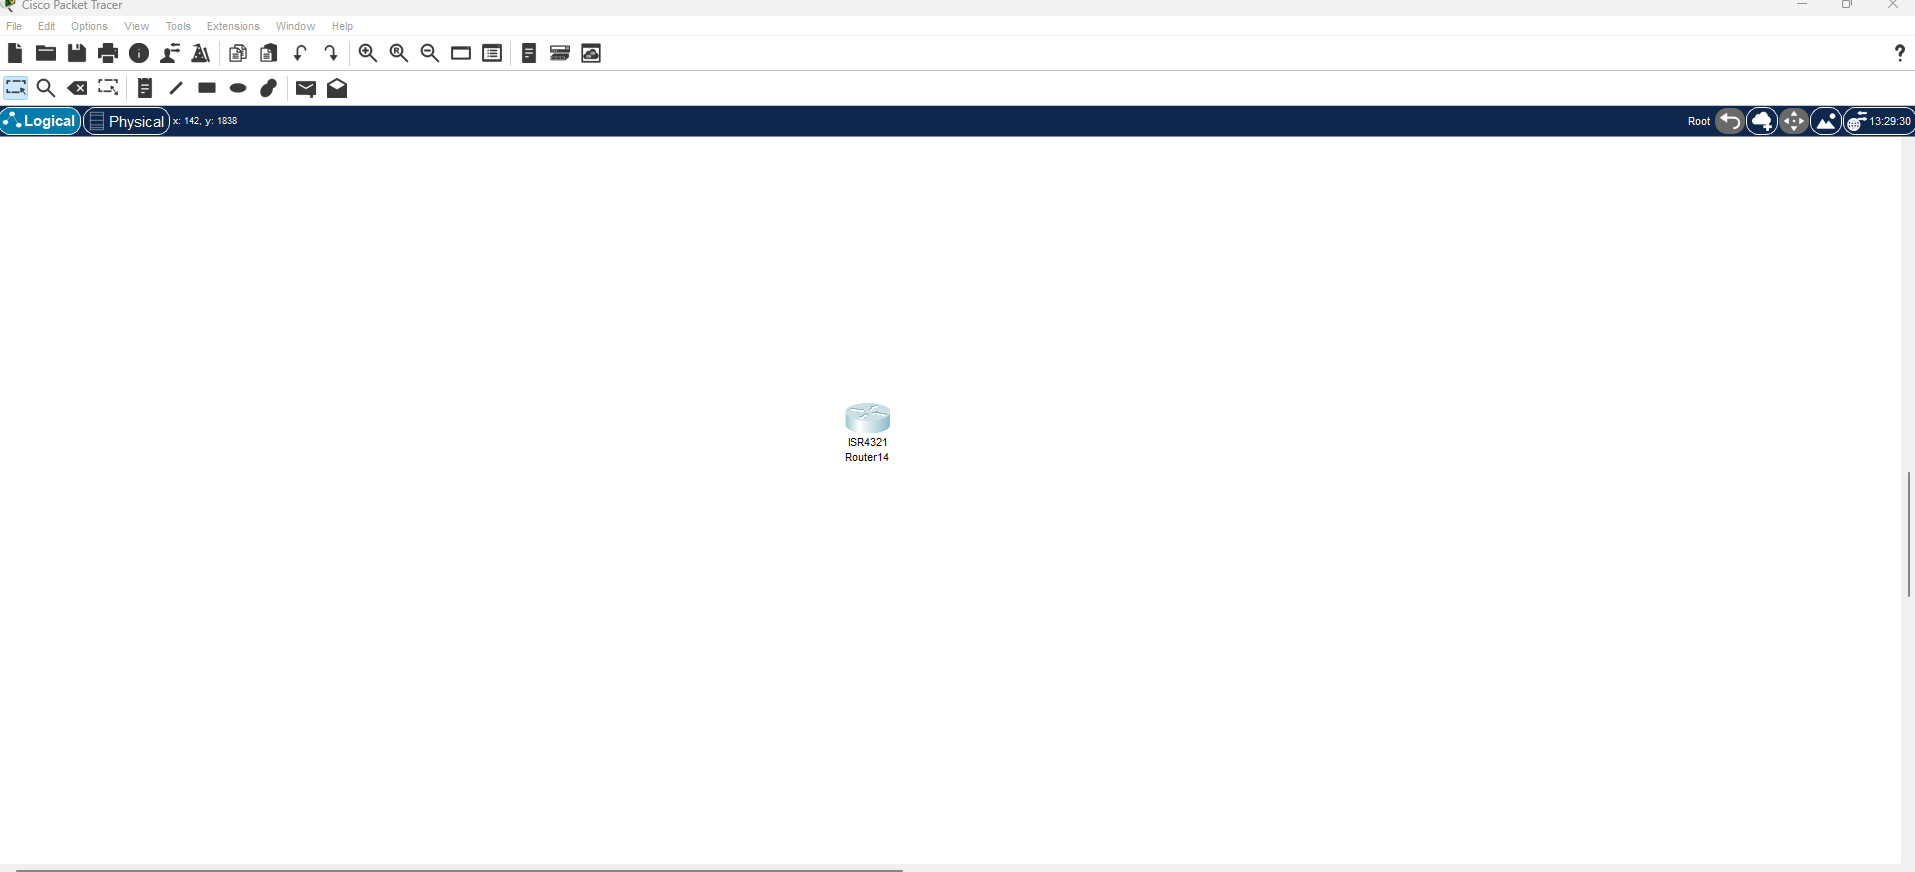 Cisco Packet Tracer
File Edit Options View Tools Extensions Window Help
Logical Physical x: 142, y: 1838 Root 13:29:30
ISR4321
Router14